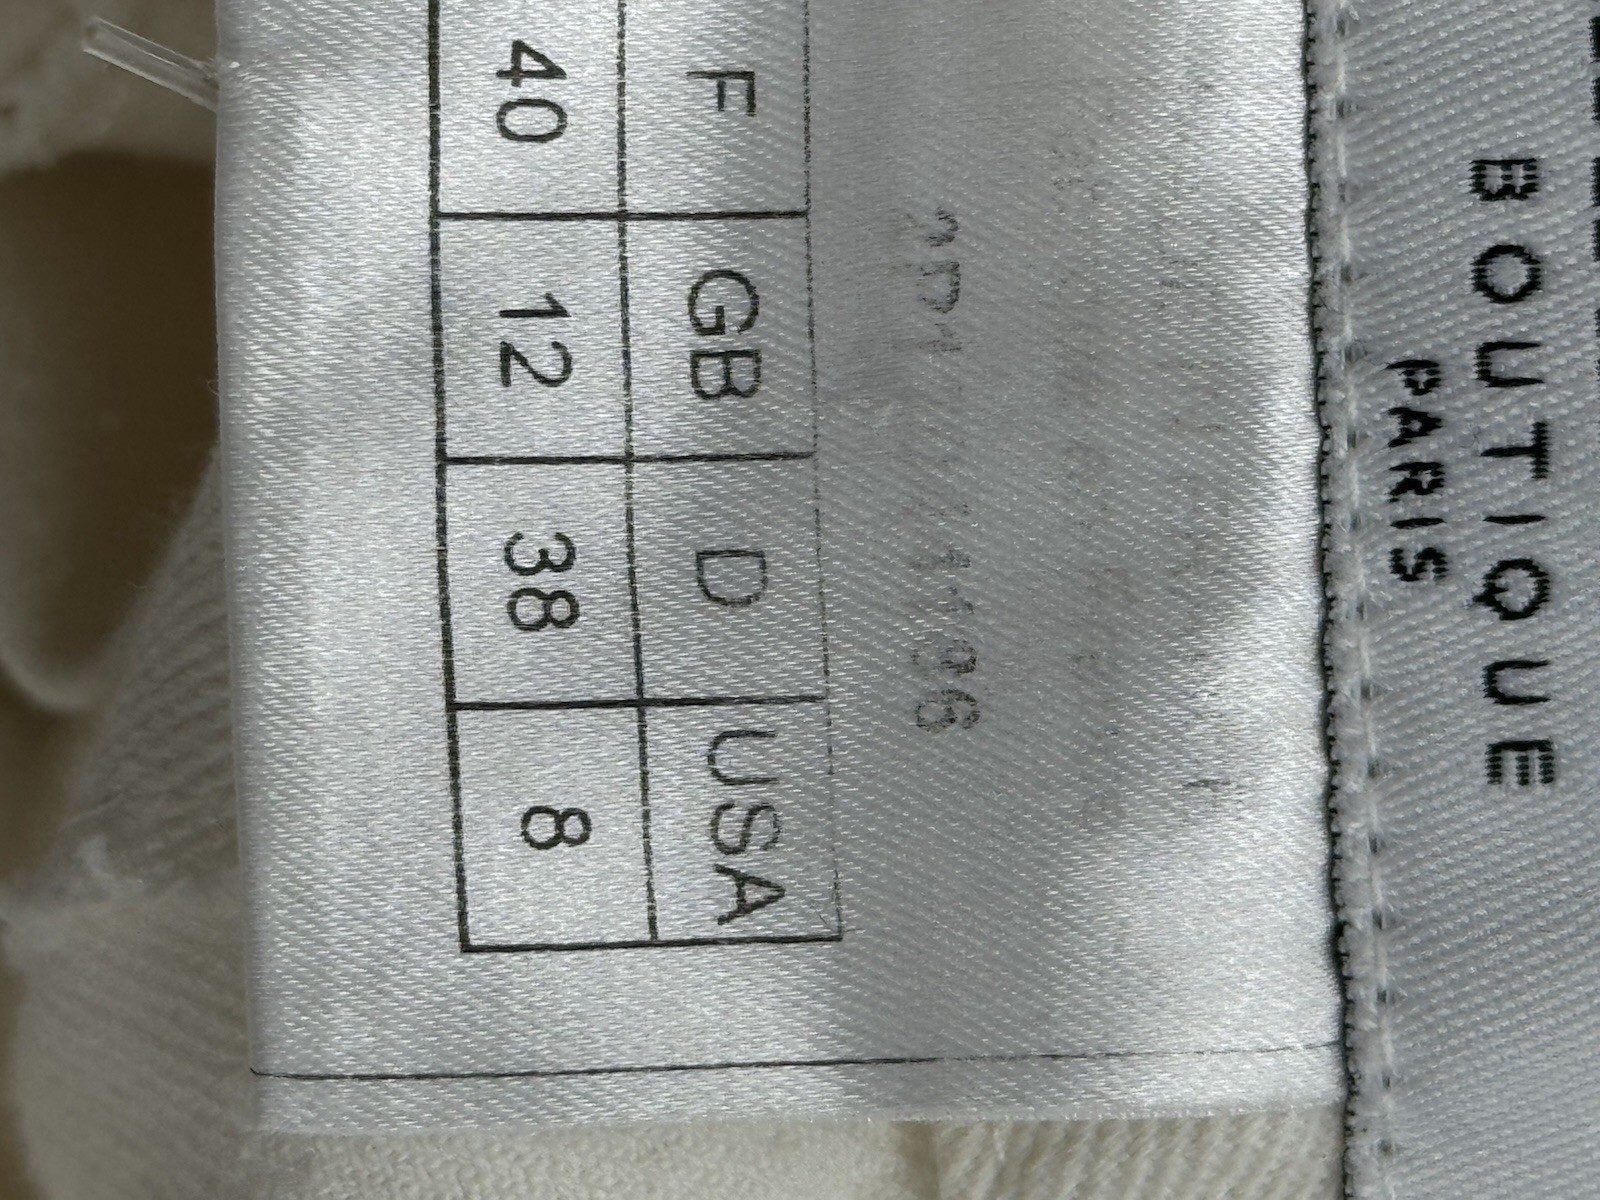 BOUTIQUE
PARIS
F GB D USA
40 12 38 8